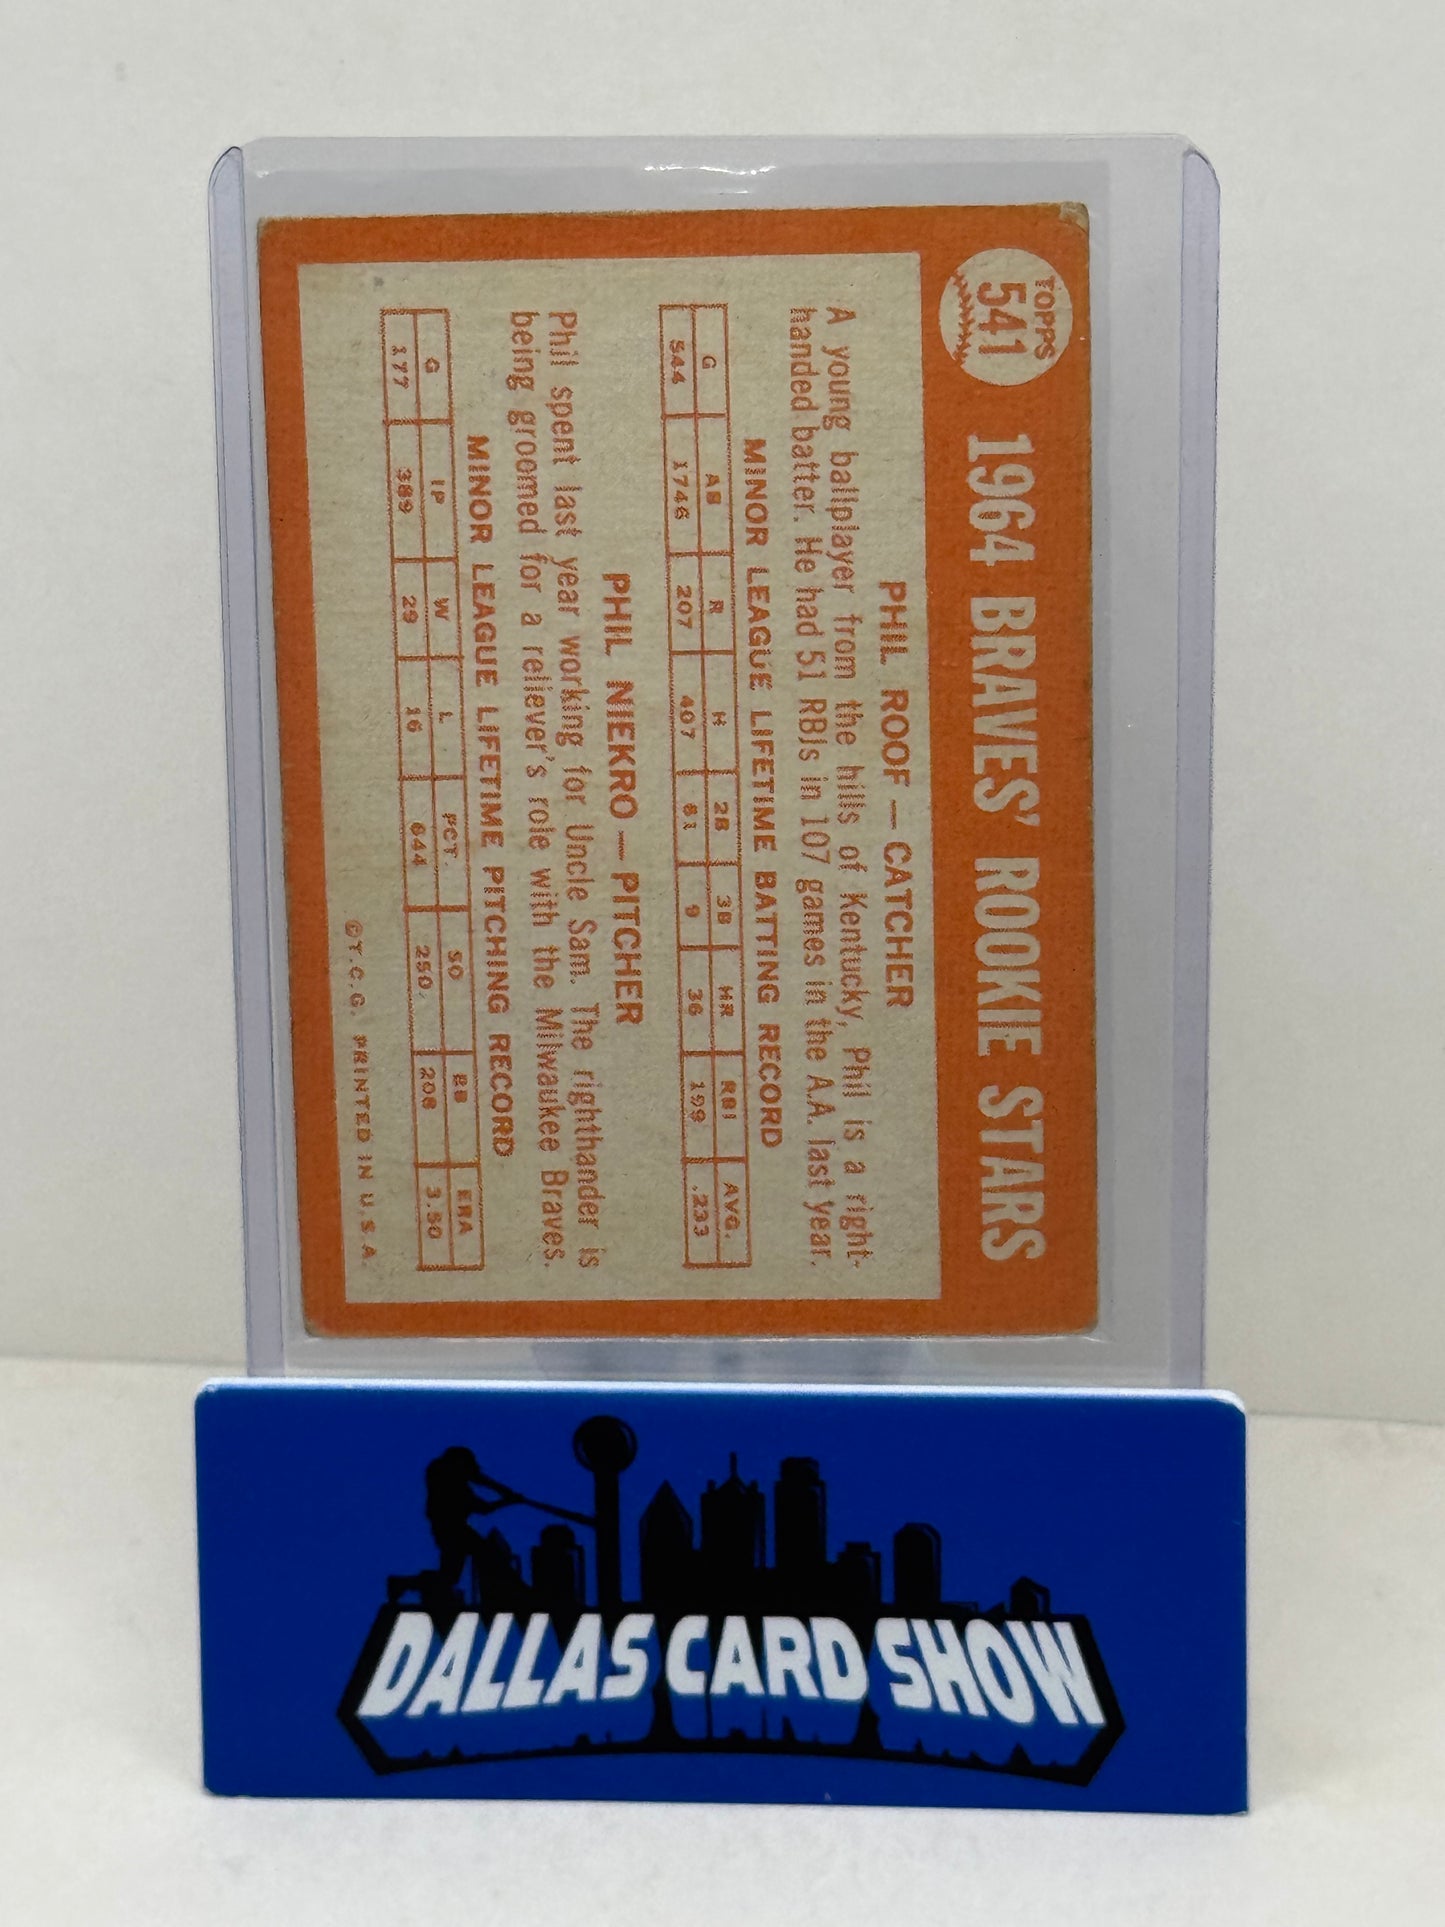 TOPPS
541
1964 BRAVES' ROOKIE STARS
PHIL ROOF — CATCHER
A young ballplayer from the hills of Kentucky, Phil is a right-
handed batter. He had 51 RBIs in 107 games in the A.A. last year.
MINOR LEAGUE LIFETIME BATTING RECORD
G AB R H 2B 3B HR RBI AVG.
544 1746 207 407 61 9 36 199 .233
PHIL NIEKRO — PITCHER
Phil spent last year working for Uncle Sam. The righthander is
being groomed for a reliever's role with the Milwaukee Braves.
MINOR LEAGUE LIFETIME PITCHING RECORD
G IP W L PCT. SO BB ERA
177 389 29 16 644 250 208 3.50
©T.C.G. PRINTED IN U.S.A.
DALLAS CARD SHOW